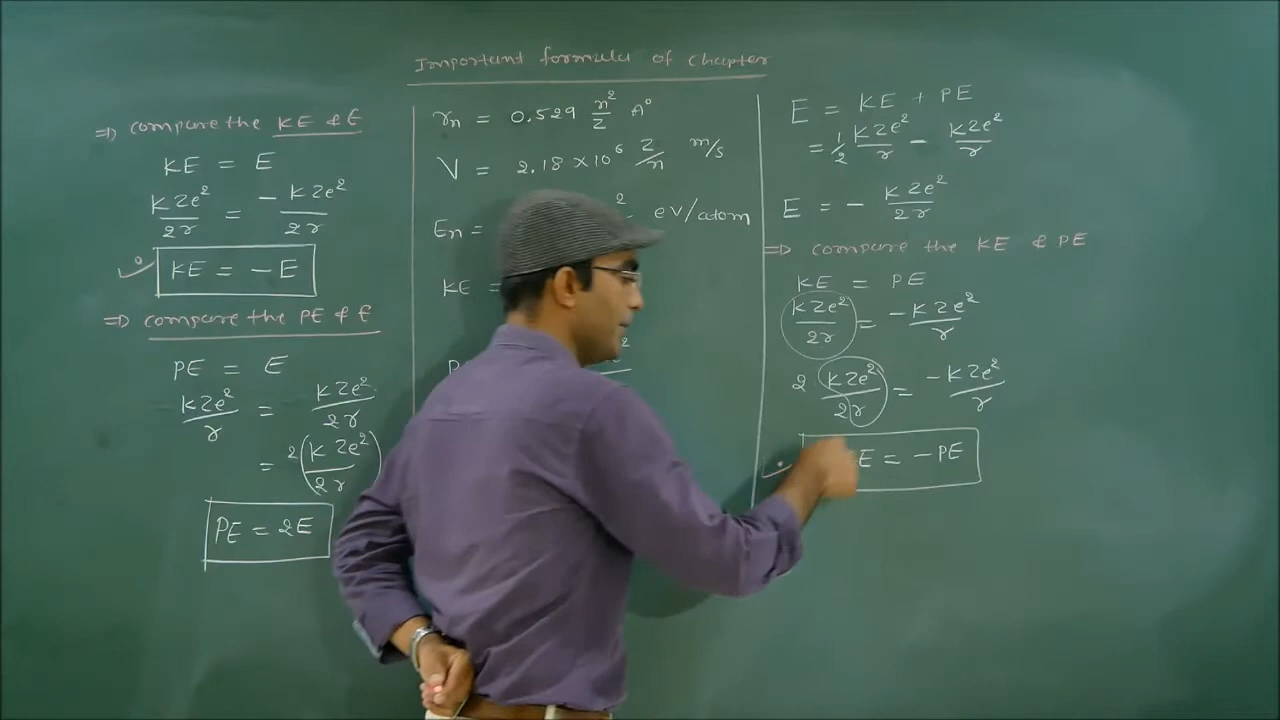 Important formula of chapter
⇒ compare the KE & E
KE = E
KZe²/2r = -KZe²/2r
KE = -E
⇒ compare the PE & E
PE = E
KZe²/r = KZe²/2r
= 2(KZe²/2r)
PE = 2E
rn = 0.529 n²/Z A°
V = 2.18 × 10⁶ Z/n m/s
En = eV/atom
KE =
E = KE + PE
= 1/2 KZe²/r - KZe²/r
E = - KZe²/2r
⇒ compare the KE & PE
KE = PE
KZe²/2r = -KZe²/r
2 · KZe²/2r = -KZe²/r
E = -PE